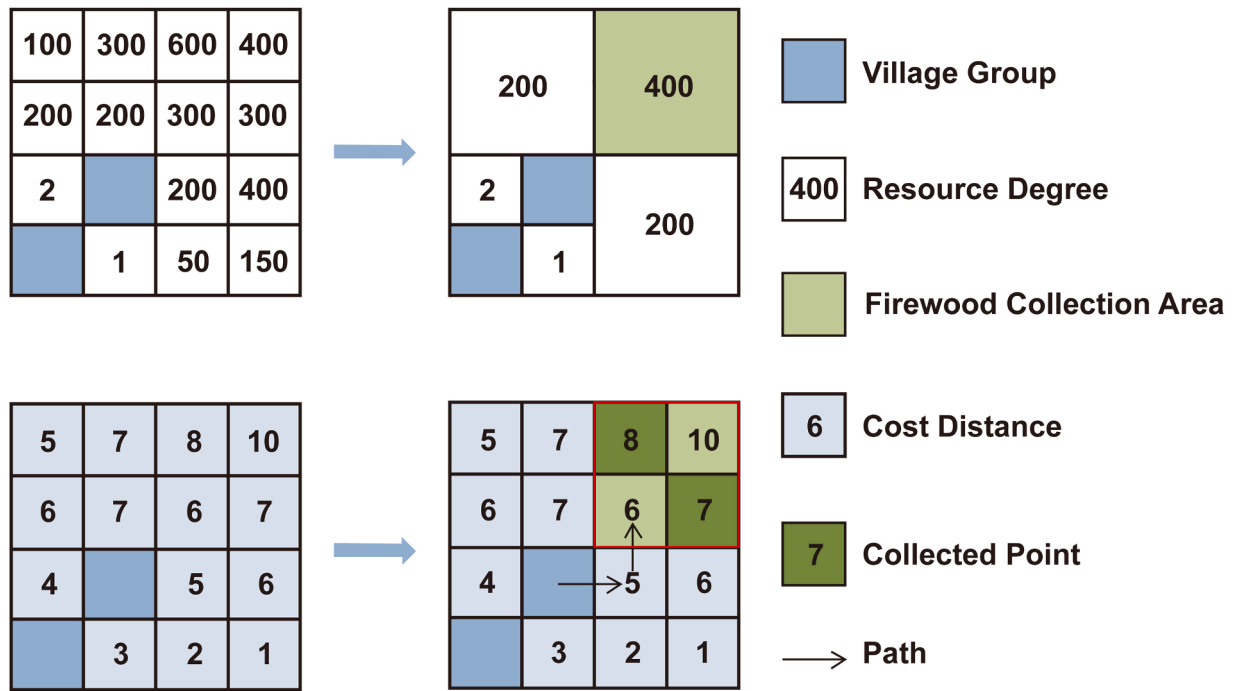 100 300 600 400
200 200 300 300
2 200 400
1 50 150
200 400
2
200
1
Village Group
400 Resource Degree
Firewood Collection Area
6 Cost Distance
7 Collected Point
Path
5 7 8 10
6 7 6 7
4 5 6
3 2 1
5 7 8 10
6 7 6 7
4 5 6
3 2 1